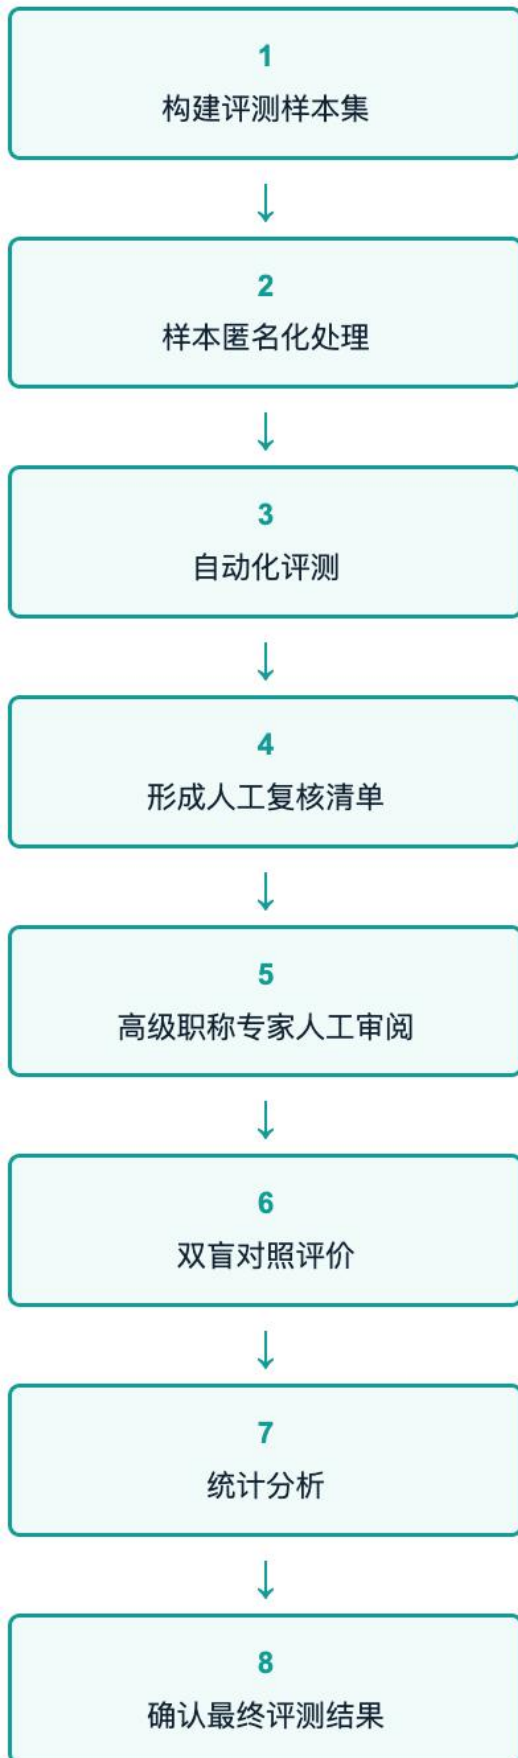 1
构建评测样本集
↓
2
样本匿名化处理
↓
3
自动化评测
↓
4
形成人工复核清单
↓
5
高级职称专家人工审阅
↓
6
双盲对照评价
↓
7
统计分析
↓
8
确认最终评测结果